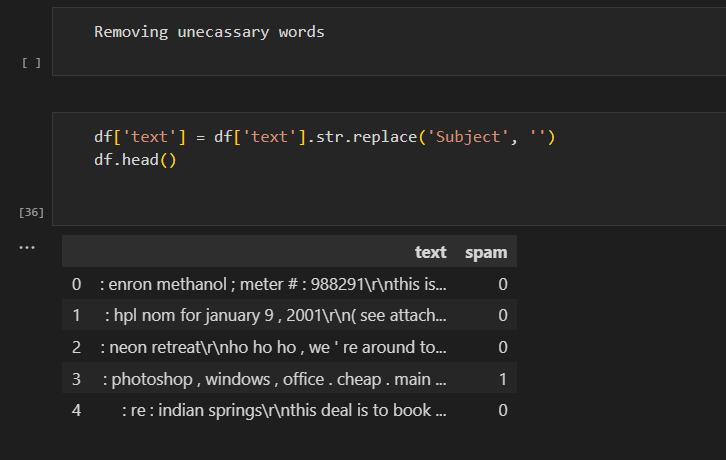 Removing unecassary words
[ ]
df['text'] = df['text'].str.replace('Subject', '')
df.head()
[36]
...
text spam
0 : enron methanol ; meter # : 988291\r\nthis is... 0
1 : hpl nom for january 9 , 2001\r\n( see attach... 0
2 : neon retreat\r\nho ho ho , we ' re around to... 0
3 : photoshop , windows , office . cheap . main ... 1
4 : re : indian springs\r\nthis deal is to book ... 0